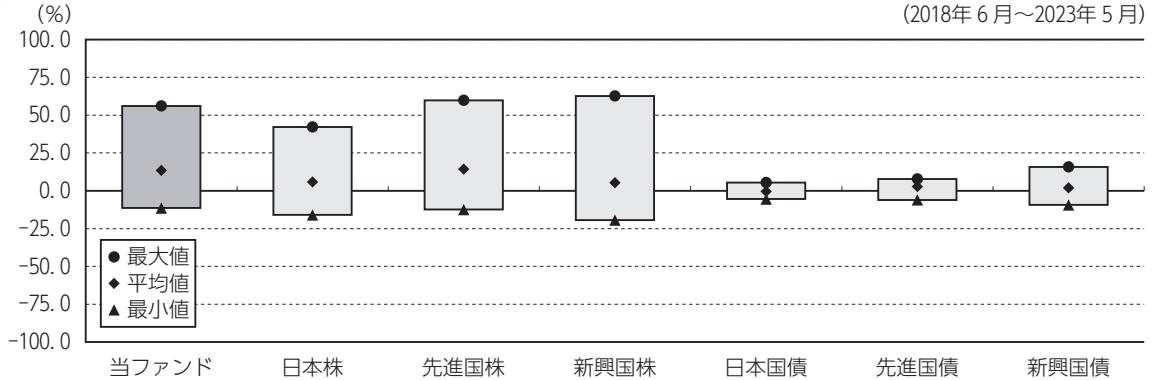 (%)
(2018年6月〜2023年5月)
100.0
75.0
50.0
25.0
0.0
-25.0
-50.0
-75.0
-100.0
● 最大値
◆ 平均値
▲ 最小値
当ファンド 日本株 先進国株 新興国株 日本国債 先進国債 新興国債